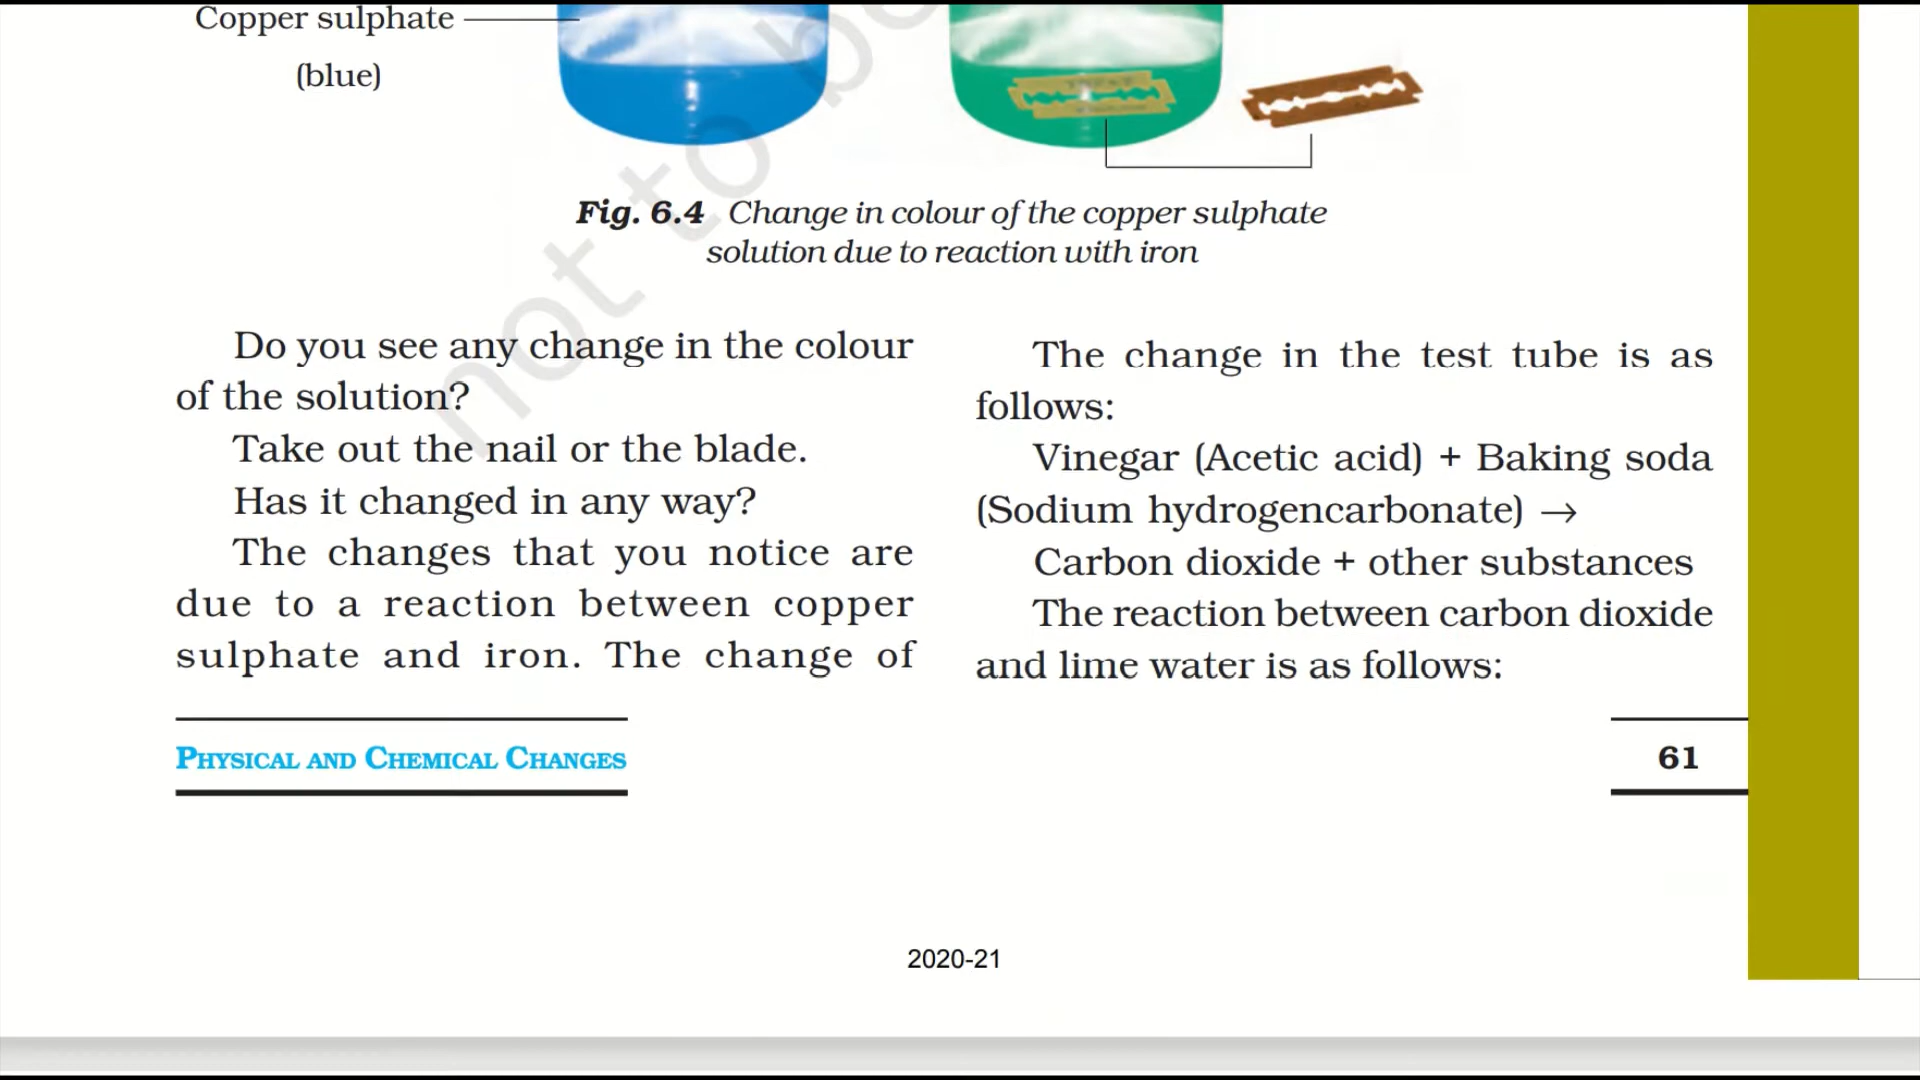 Copper sulphate
(blue)
not to be
Fig. 6.4 Change in colour of the copper sulphate
solution due to reaction with iron
Do you see any change in the colour
of the solution?
Take out the nail or the blade.
Has it changed in any way?
The changes that you notice are
due to a reaction between copper
sulphate and iron. The change of
The change in the test tube is as
follows:
Vinegar (Acetic acid) + Baking soda
(Sodium hydrogencarbonate) →
Carbon dioxide + other substances
The reaction between carbon dioxide
and lime water is as follows:
PHYSICAL AND CHEMICAL CHANGES
61
2020-21